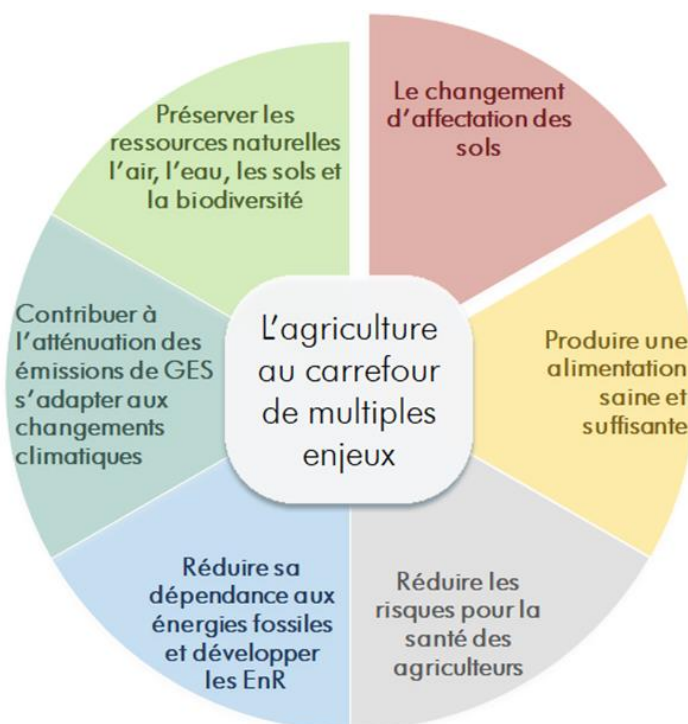 Le changement
d'affectation des
sols
Produire une
alimentation
saine et
suffisante
Réduire les
risques pour la
santé des
agriculteurs
Réduire sa
dépendance aux
énergies fossiles
et développer
les EnR
Contribuer à
l'atténuation des
émissions de GES
s'adapter aux
changements
climatiques
Préserver les
ressources naturelles
l'air, l'eau, les sols et
la biodiversité
L'agriculture
au carrefour
de multiples
enjeux